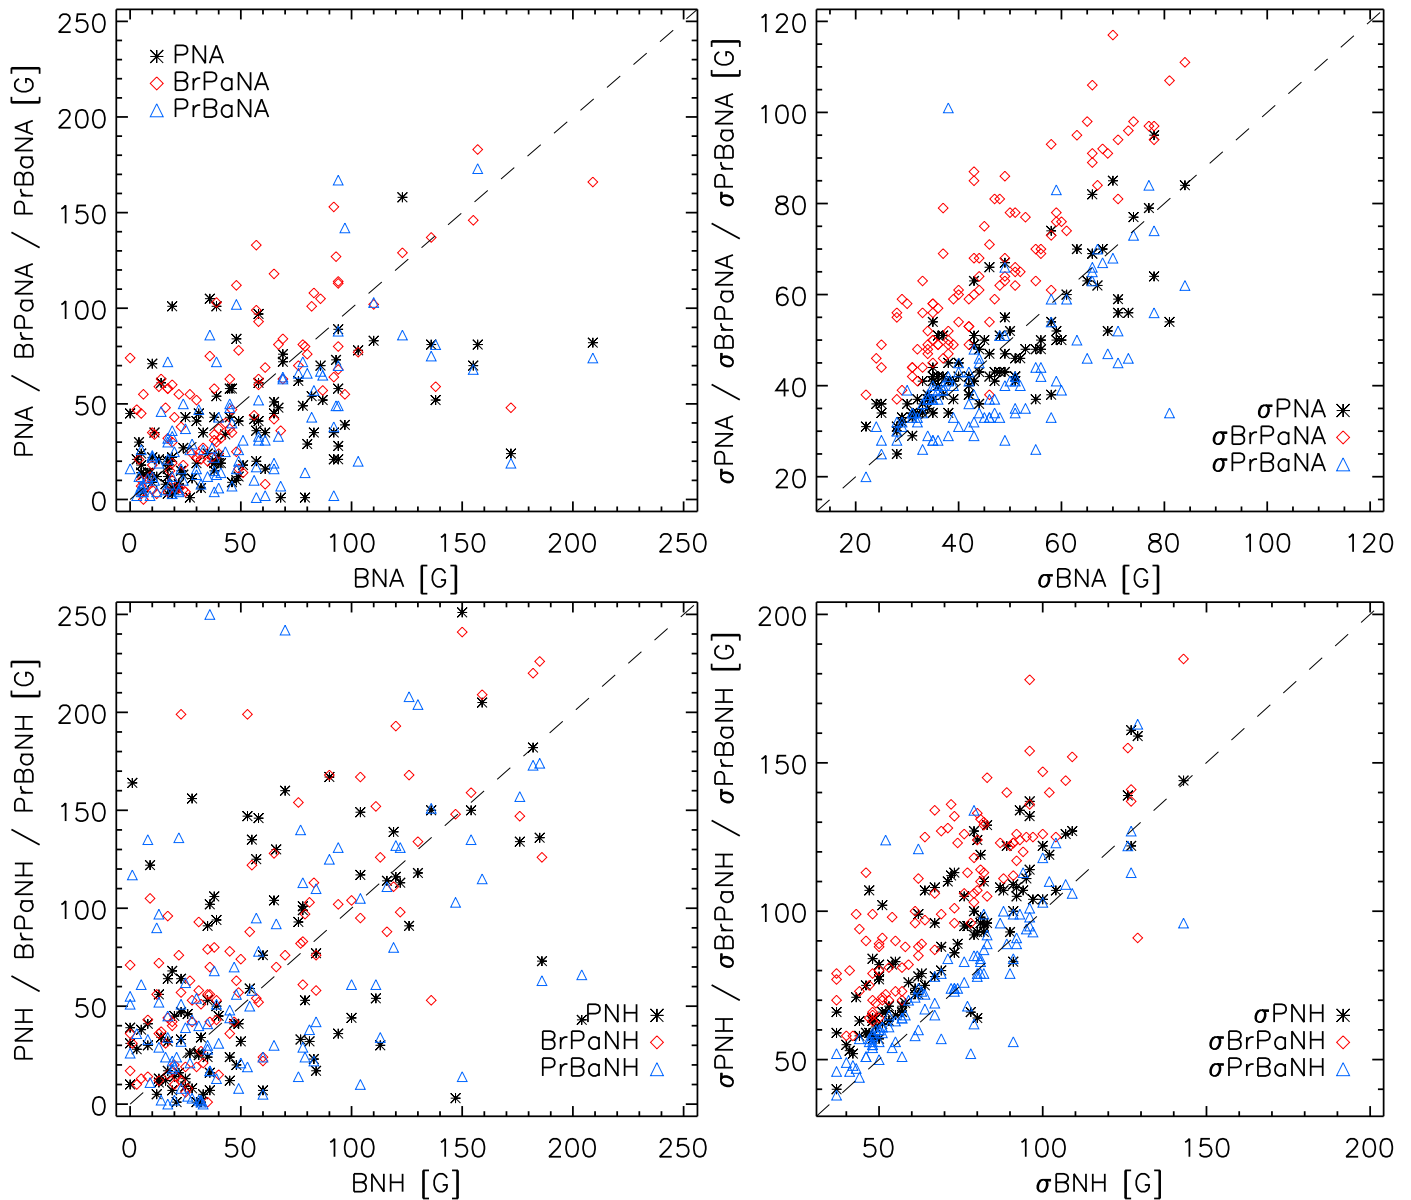 PNA / BrPaNA / PrBaNA [G]
250
200
150
100
50
0
PNA
BrPaNA
PrBaNA
0 50 100 150 200 250
BNA [G]
σPNA / σBrPaNA / σPrBaNA [G]
120
100
80
60
40
20
σPNA
σBrPaNA
σPrBaNA
20 40 60 80 100 120
σBNA [G]
PNH / BrPaNH / PrBaNH [G]
250
200
150
100
50
0
PNH
BrPaNH
PrBaNH
0 50 100 150 200 250
BNH [G]
σPNH / σBrPaNH / σPrBaNH [G]
200
150
100
50
σPNH
σBrPaNH
σPrBaNH
50 100 150 200
σBNH [G]